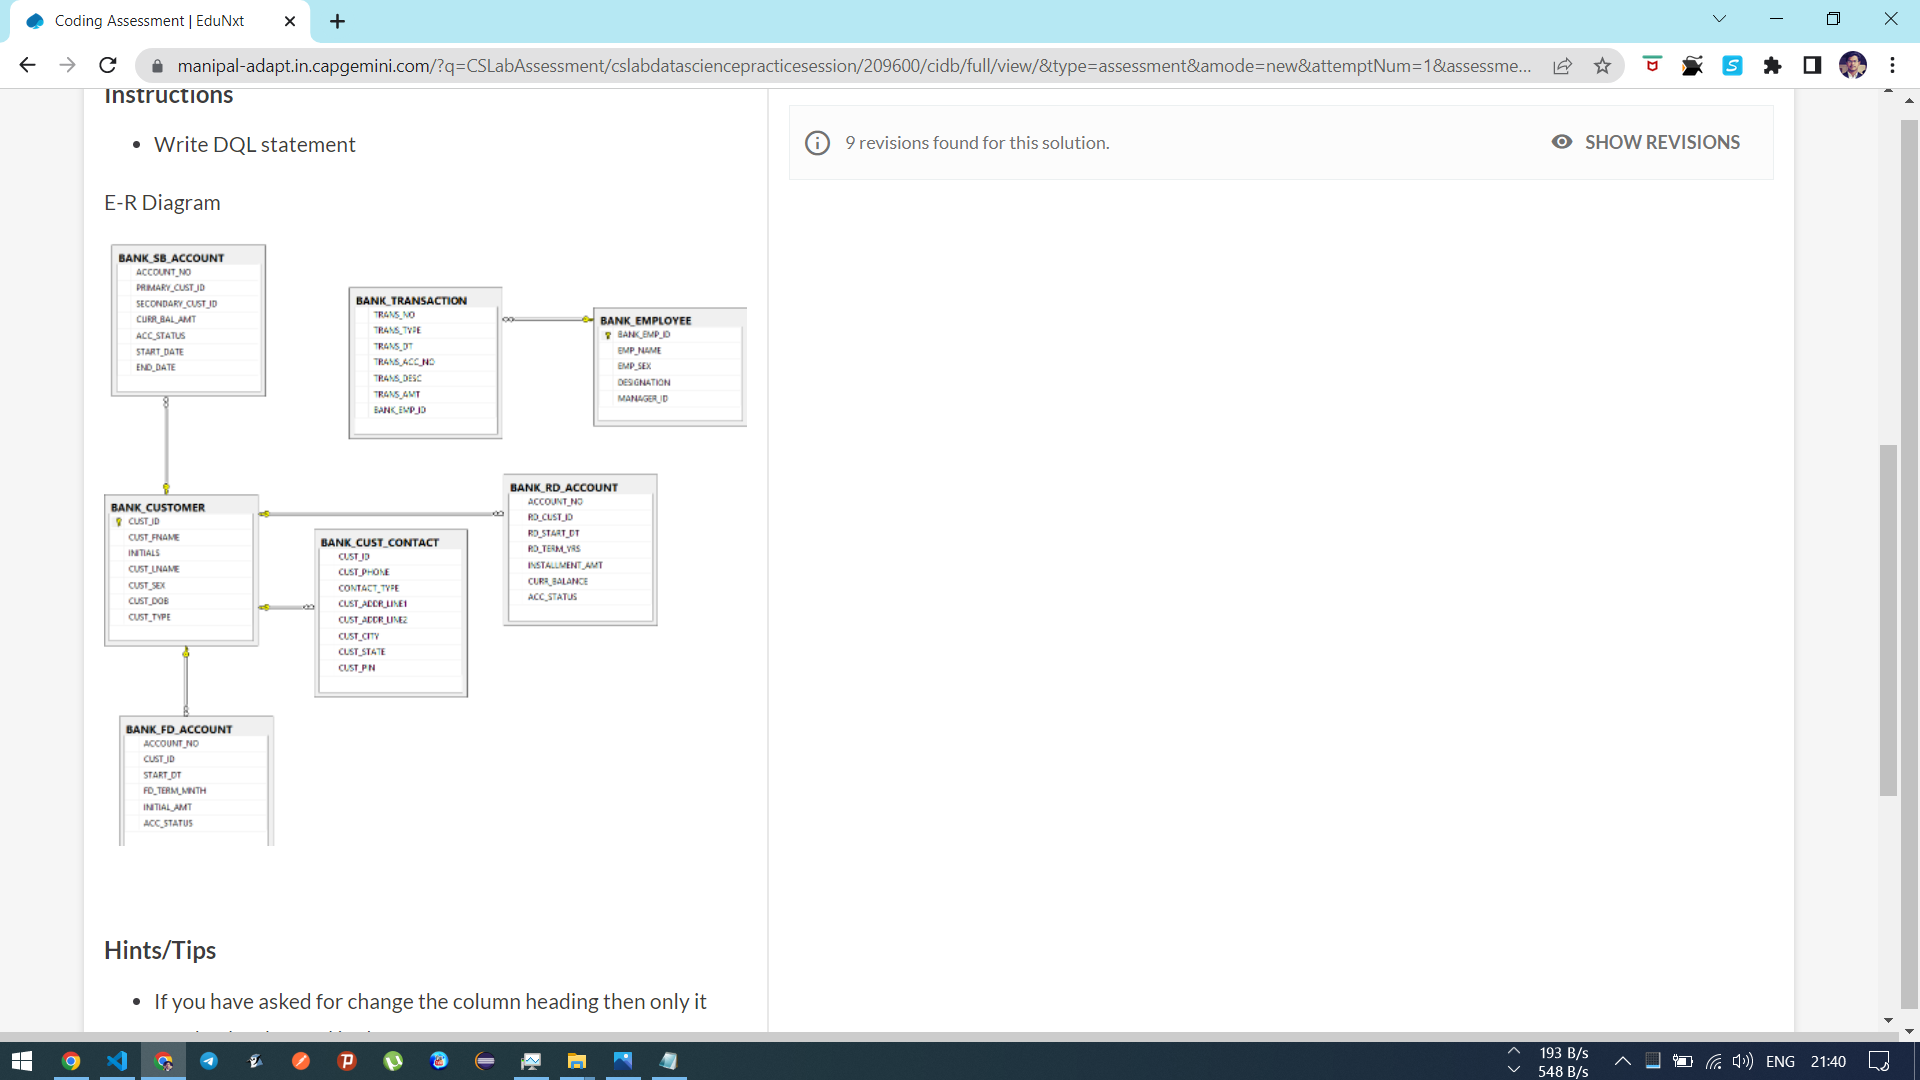 Coding Assessment | EduNxt
manipal-adapt.in.capgemini.com/?q=CSLabAssessment/cslabdatasciencepracticesession/209600/cidb/full/view/&type=assessment&amode=new&attemptNum=1&assessme...
Instructions
• Write DQL statement
E-R Diagram
BANK_SB_ACCOUNT
ACCOUNT_NO
PRIMARY_CUST_ID
SECONDARY_CUST_ID
CURR_BAL_AMT
ACC_STATUS
START_DATE
END_DATE
BANK_TRANSACTION
TRANS_NO
TRANS_TYPE
TRANS_DT
TRANS_ACC_NO
TRANS_DESC
TRANS_AMT
BANK_EMP_ID
BANK_EMPLOYEE
BANK_EMP_ID
EMP_NAME
EMP_SEX
DESIGNATION
MANAGER_ID
BANK_CUSTOMER
CUST_ID
CUST_FNAME
INITIALS
CUST_LNAME
CUST_SEX
CUST_DOB
CUST_TYPE
BANK_CUST_CONTACT
CUST_ID
CUST_PHONE
CONTACT_TYPE
CUST_ADDR_LINE1
CUST_ADDR_LINE2
CUST_CITY
CUST_STATE
CUST_PIN
BANK_RD_ACCOUNT
ACCOUNT_NO
RD_CUST_ID
RD_START_DT
RD_TERM_YRS
INSTALLMENT_AMT
CURR_BALANCE
ACC_STATUS
BANK_FD_ACCOUNT
ACCOUNT_NO
CUST_ID
START_DT
FD_TERM_MNTH
INITIAL_AMT
ACC_STATUS
Hints/Tips
• If you have asked for change the column heading then only it
9 revisions found for this solution.
SHOW REVISIONS
193 B/s
548 B/s
ENG
21:40